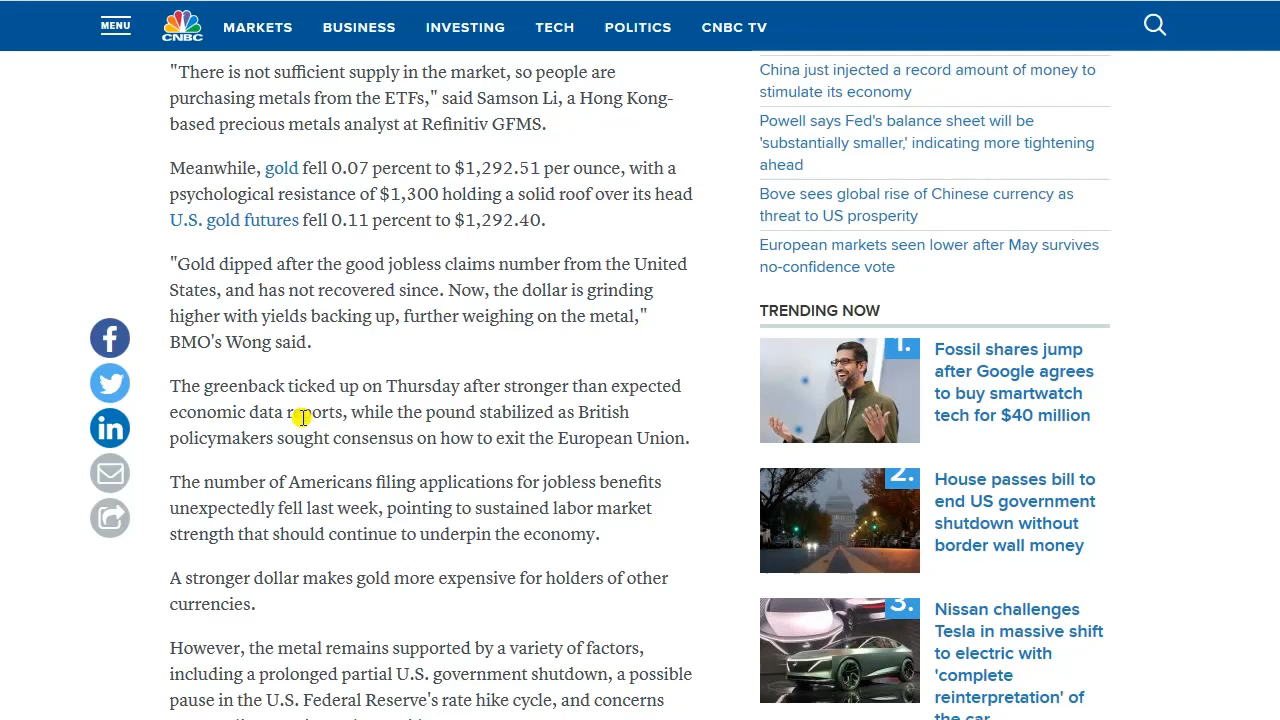 MENU
CNBC
MARKETS BUSINESS INVESTING TECH POLITICS CNBC TV
"There is not sufficient supply in the market, so people are
purchasing metals from the ETFs," said Samson Li, a Hong Kong-
based precious metals analyst at Refinitiv GFMS.
Meanwhile, gold fell 0.07 percent to $1,292.51 per ounce, with a
psychological resistance of $1,300 holding a solid roof over its head
U.S. gold futures fell 0.11 percent to $1,292.40.
"Gold dipped after the good jobless claims number from the United
States, and has not recovered since. Now, the dollar is grinding
higher with yields backing up, further weighing on the metal,"
BMO's Wong said.
The greenback ticked up on Thursday after stronger than expected
economic data reports, while the pound stabilized as British
policymakers sought consensus on how to exit the European Union.
The number of Americans filing applications for jobless benefits
unexpectedly fell last week, pointing to sustained labor market
strength that should continue to underpin the economy.
A stronger dollar makes gold more expensive for holders of other
currencies.
However, the metal remains supported by a variety of factors,
including a prolonged partial U.S. government shutdown, a possible
pause in the U.S. Federal Reserve's rate hike cycle, and concerns
China just injected a record amount of money to
stimulate its economy
Powell says Fed's balance sheet will be
'substantially smaller,' indicating more tightening
ahead
Bove sees global rise of Chinese currency as
threat to US prosperity
European markets seen lower after May survives
no-confidence vote
TRENDING NOW
1.
Fossil shares jump
after Google agrees
to buy smartwatch
tech for $40 million
2.
House passes bill to
end US government
shutdown without
border wall money
3.
Nissan challenges
Tesla in massive shift
to electric with
'complete
reinterpretation' of
the car